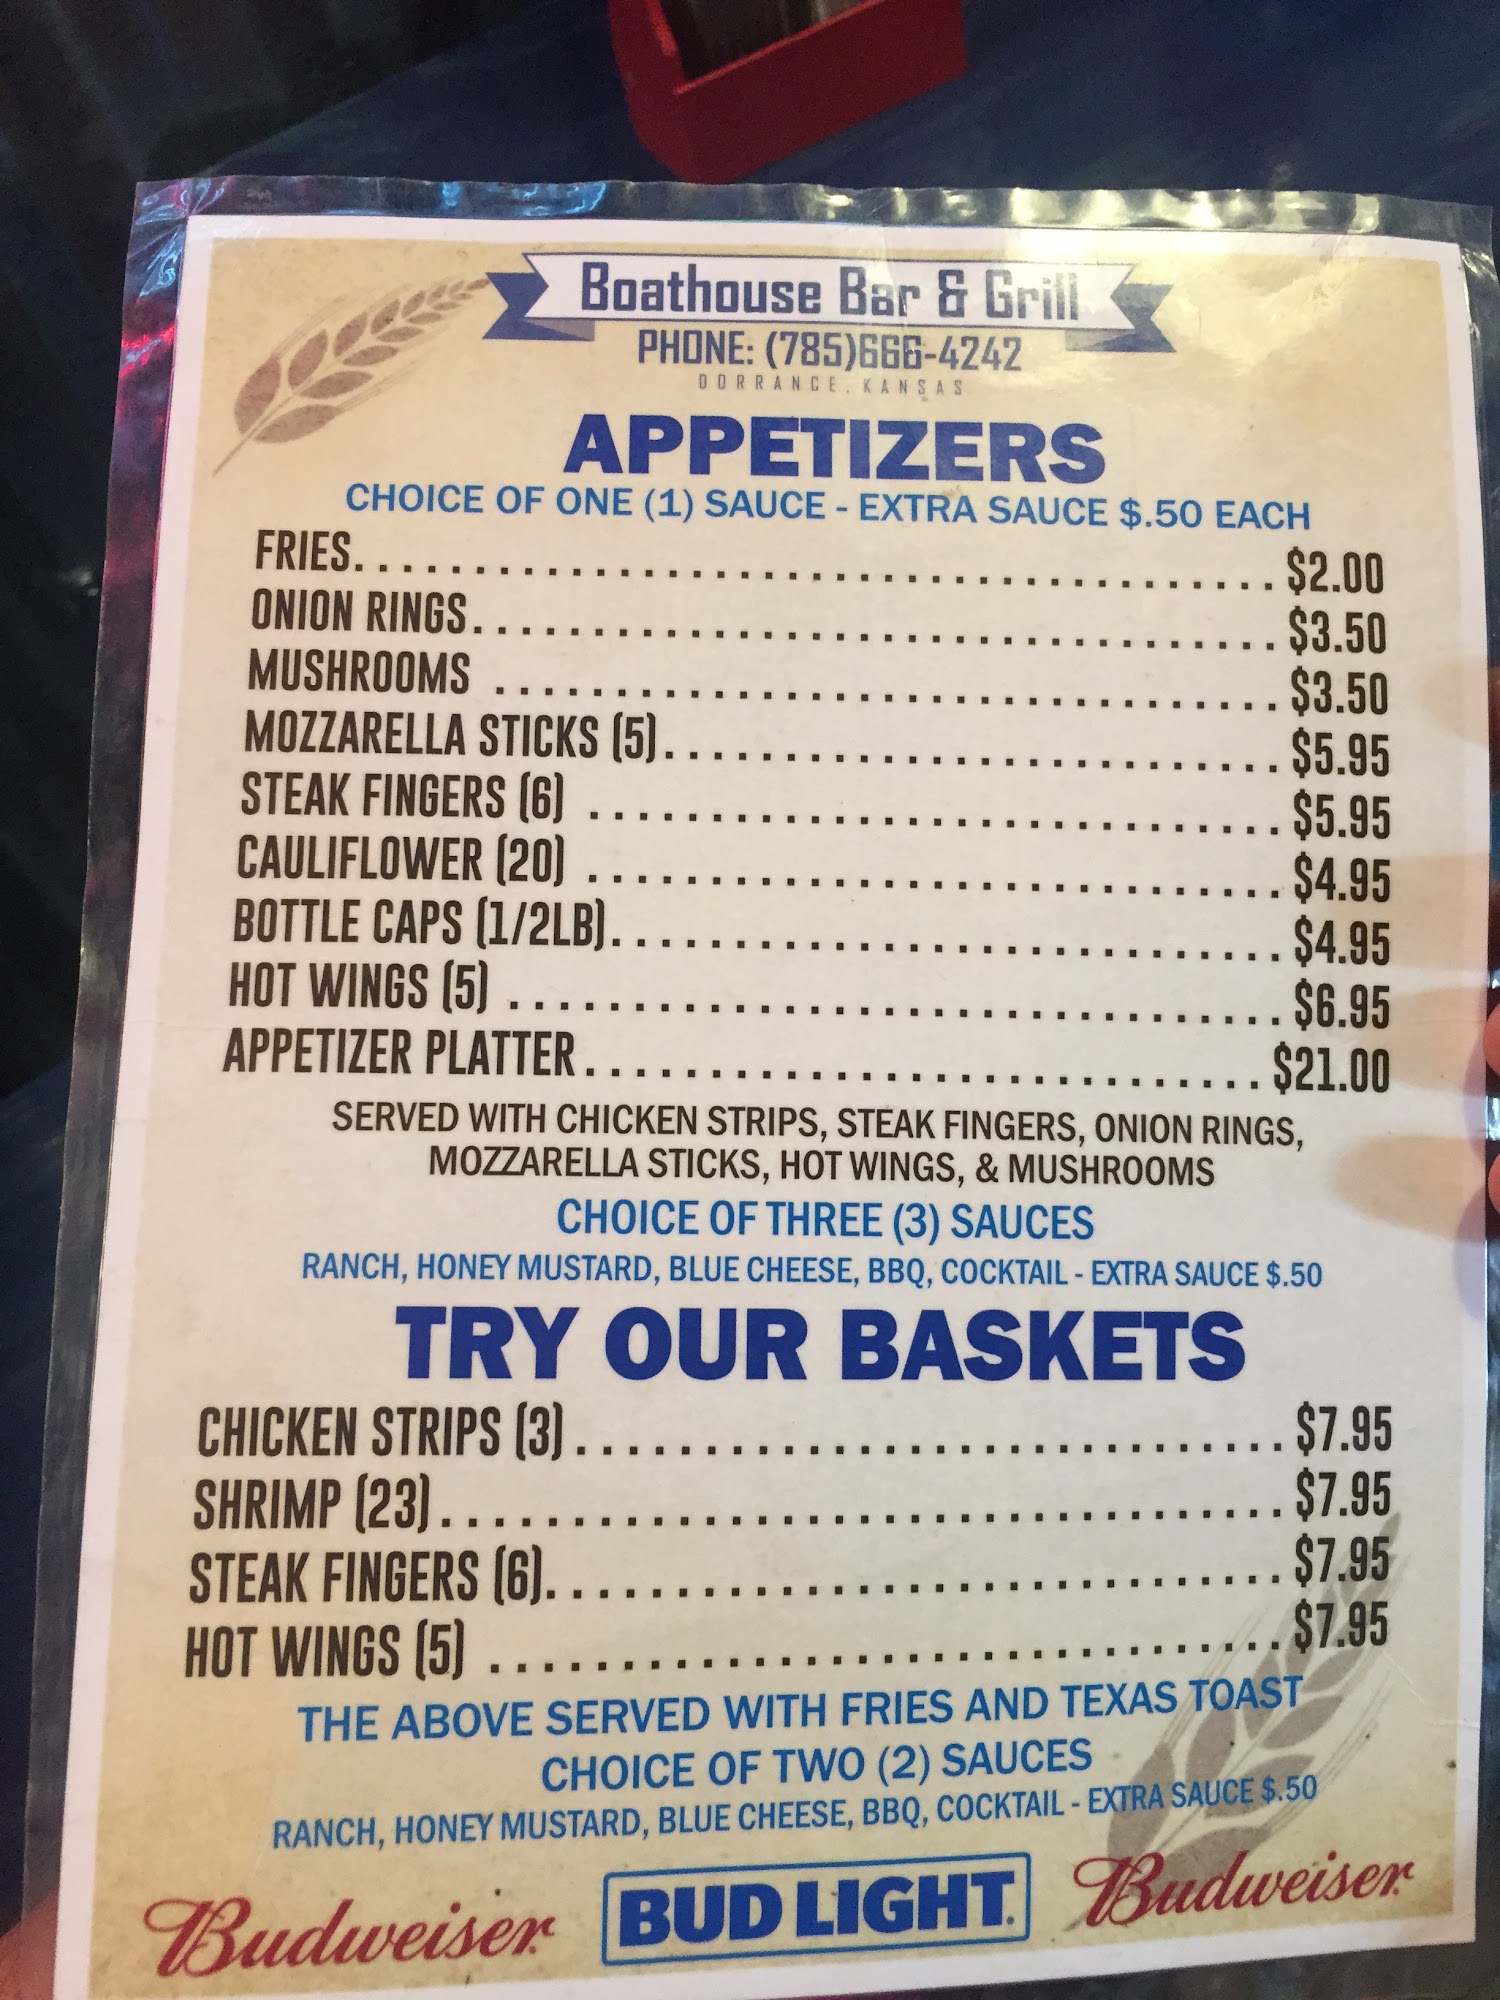 Boathouse Bar & Grill
PHONE: (785)666-4242
DORRANCE, KANSAS
APPETIZERS
CHOICE OF ONE (1) SAUCE - EXTRA SAUCE $.50 EACH
FRIES. . . . . . . . . . . . . . . . . . . . . . . . . . . . . . . . . . . . . . . $2.00
ONION RINGS. . . . . . . . . . . . . . . . . . . . . . . . . . . . . . . . . . $3.50
MUSHROOMS . . . . . . . . . . . . . . . . . . . . . . . . . . . . . . . . . $3.50
MOZZARELLA STICKS (5). . . . . . . . . . . . . . . . . . . . . . . . . . $5.95
STEAK FINGERS (6) . . . . . . . . . . . . . . . . . . . . . . . . . . . . . $5.95
CAULIFLOWER (20) . . . . . . . . . . . . . . . . . . . . . . . . . . . . . $4.95
BOTTLE CAPS (1/2LB). . . . . . . . . . . . . . . . . . . . . . . . . . . . $4.95
HOT WINGS (5) . . . . . . . . . . . . . . . . . . . . . . . . . . . . . . . . $6.95
APPETIZER PLATTER. . . . . . . . . . . . . . . . . . . . . . . . . . . . $21.00
SERVED WITH CHICKEN STRIPS, STEAK FINGERS, ONION RINGS,
MOZZARELLA STICKS, HOT WINGS, & MUSHROOMS
CHOICE OF THREE (3) SAUCES
RANCH, HONEY MUSTARD, BLUE CHEESE, BBQ, COCKTAIL - EXTRA SAUCE $.50
TRY OUR BASKETS
CHICKEN STRIPS (3) . . . . . . . . . . . . . . . . . . . . . . . . . . . . $7.95
SHRIMP (23). . . . . . . . . . . . . . . . . . . . . . . . . . . . . . . . . . $7.95
STEAK FINGERS (6). . . . . . . . . . . . . . . . . . . . . . . . . . . . . $7.95
HOT WINGS (5) . . . . . . . . . . . . . . . . . . . . . . . . . . . . . . . $7.95
THE ABOVE SERVED WITH FRIES AND TEXAS TOAST
CHOICE OF TWO (2) SAUCES
RANCH, HONEY MUSTARD, BLUE CHEESE, BBQ, COCKTAIL - EXTRA SAUCE $.50
Budweiser BUD LIGHT. Budweiser